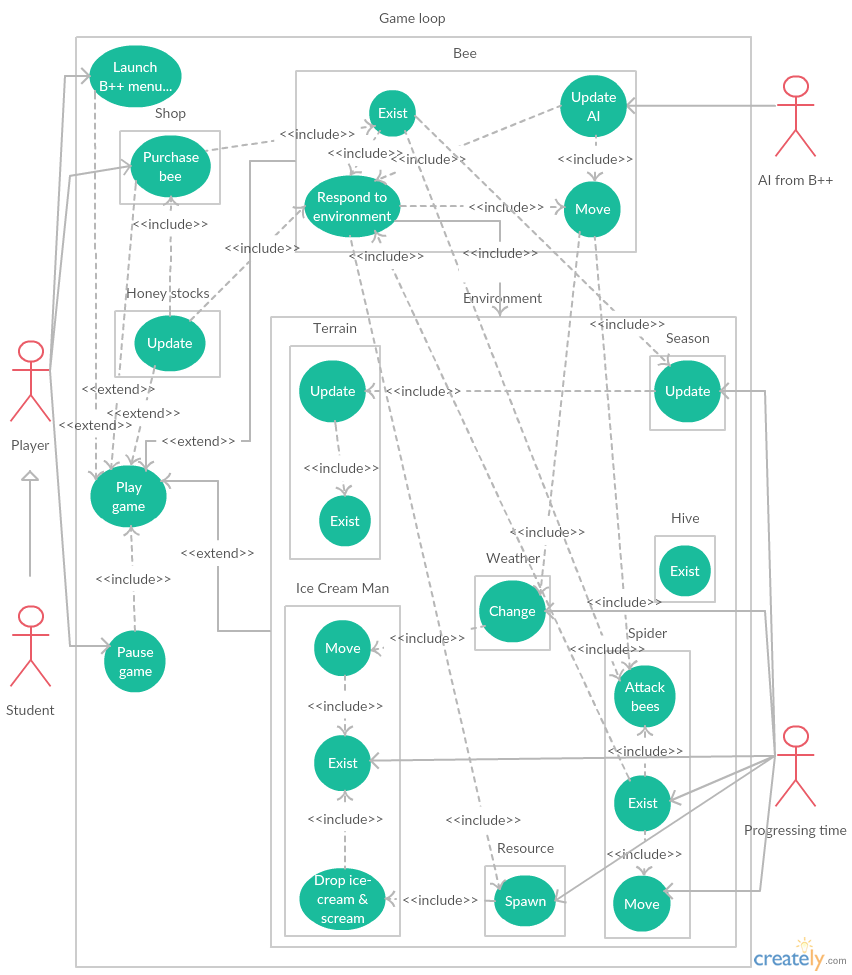 Game loop
Launch
B++ menu...
Bee
Exist
Update
AI
Shop
<<include>>
<<include>>
<<include>>
<<include>>
Purchase
bee
AI from B++
Respond to
environment
<<include>>
Move
<<include>>
<<include>>
<<include>>
<<include>>
Honey stocks
Environment
<<include>>
Terrain
Season
Update
Update
<<include>>
Update
<<extend>>
<<extend>>
<<extend>>
<<extend>>
Player
<<include>>
Play
game
Exist
Hive
<<include>>
<<extend>>
Weather
Exist
<<include>>
Ice Cream Man
<<include>>
Change
Spider
Move
<<include>>
<<include>>
Pause
game
Attack
bees
Student
<<include>>
<<include>>
Exist
Exist
<<include>>
<<include>>
Progressing time
Resource
<<include>>
Drop ice-
cream &
scream
<<include>>
Spawn
Move
creately.com